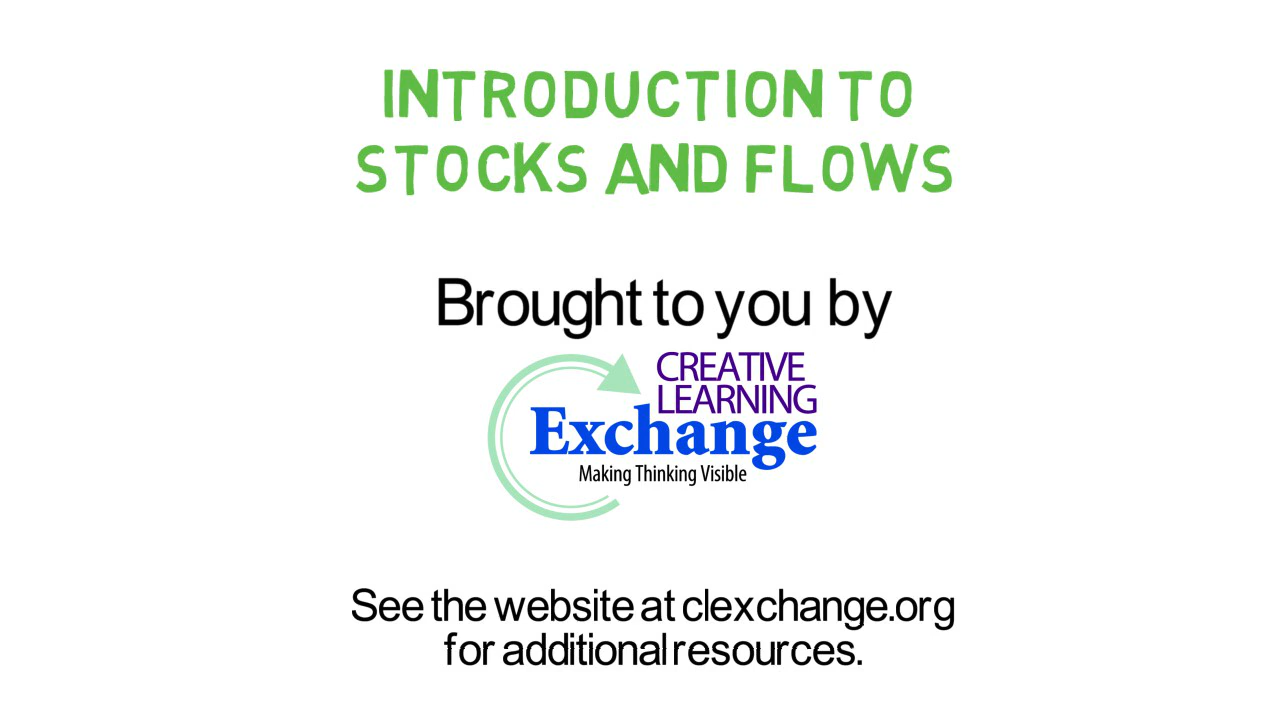 INTRODUCTION TO
STOCKS AND FLOWS
Brought to you by
CREATIVE
LEARNING
Exchange
Making Thinking Visible
See the website at clexchange.org
for additional resources.